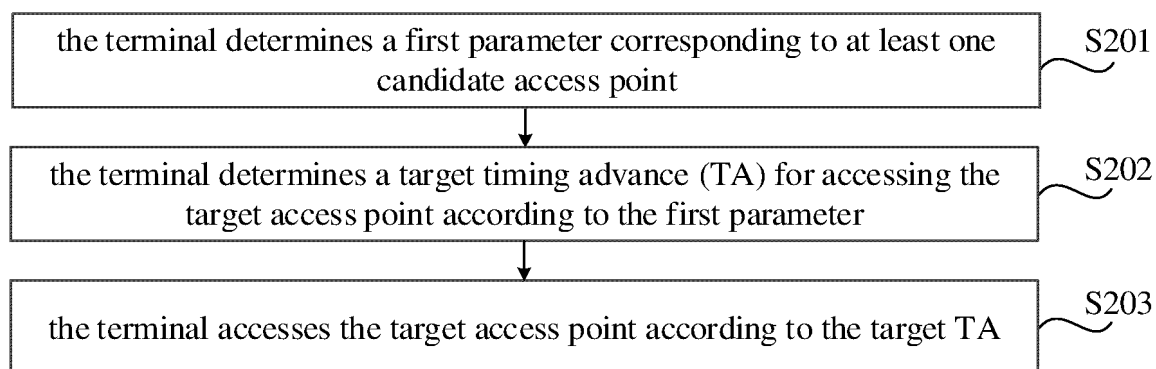 the terminal determines a first parameter corresponding to at least one
candidate access point
S201
the terminal determines a target timing advance (TA) for accessing the
target access point according to the first parameter
S202
the terminal accesses the target access point according to the target TA
S203